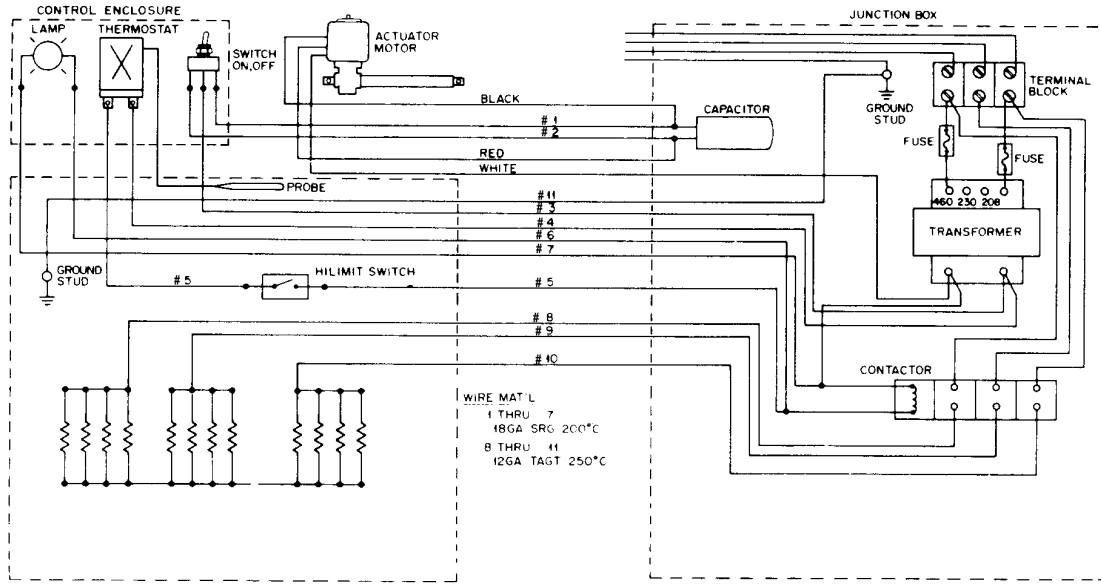 CONTROL ENCLOSURE
LAMP
THERMOSTAT
SWITCH
ON, OFF
ACTUATOR
MOTOR
JUNCTION BOX
TERMINAL
BLOCK
GROUND
STUD
CAPACITOR
FUSE
FUSE
BLACK
#1
#2
RED
WHITE
PROBE
#11
#3
#4
#6
#7
460 230 208
TRANSFORMER
GROUND
STUD
#5
HILIMIT SWITCH
#5
#8
#9
#10
CONTACTOR
WIRE MAT'L
1 THRU 7
18GA SRG 200°C
8 THRU 11
12GA TAGT 250°C